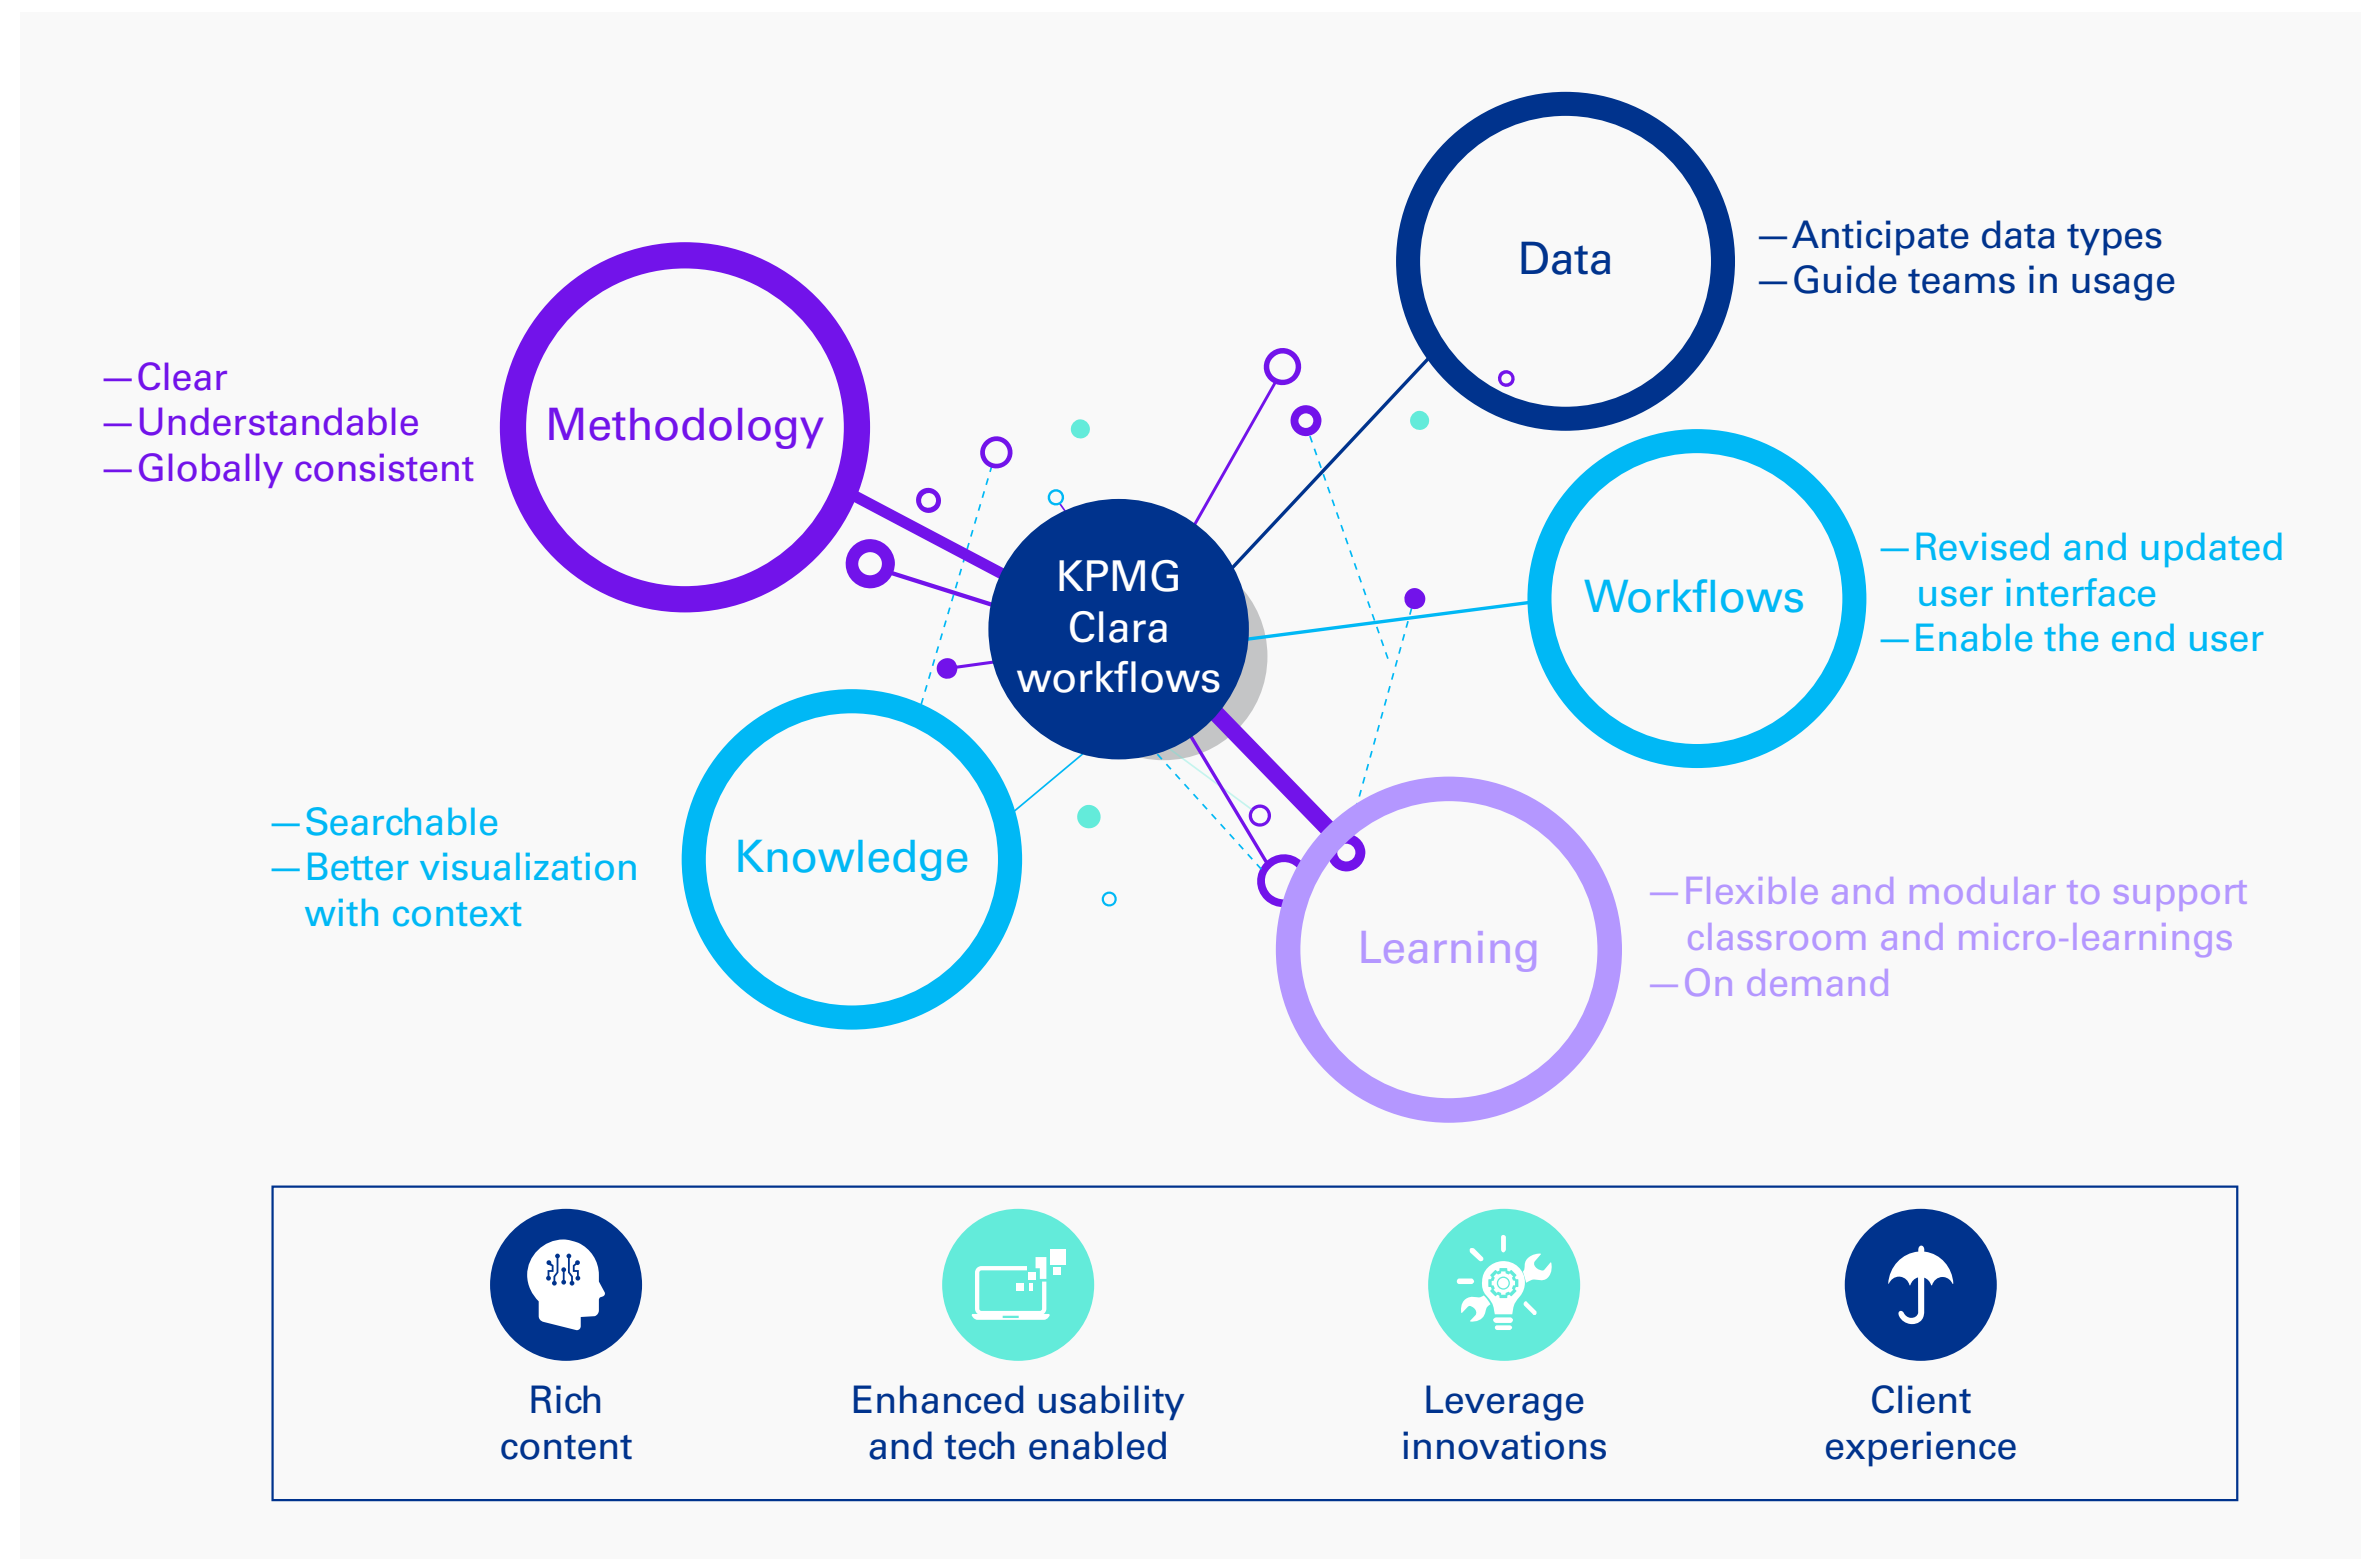 Data
—Anticipate data types
—Guide teams in usage
Methodology
—Clear
—Understandable
—Globally consistent
KPMG
Clara
workflows
Workflows
—Revised and updated
user interface
—Enable the end user
Knowledge
—Searchable
—Better visualization
with context
Learning
—Flexible and modular to support
classroom and micro-learnings
—On demand
Rich
content
Enhanced usability
and tech enabled
Leverage
innovations
Client
experience